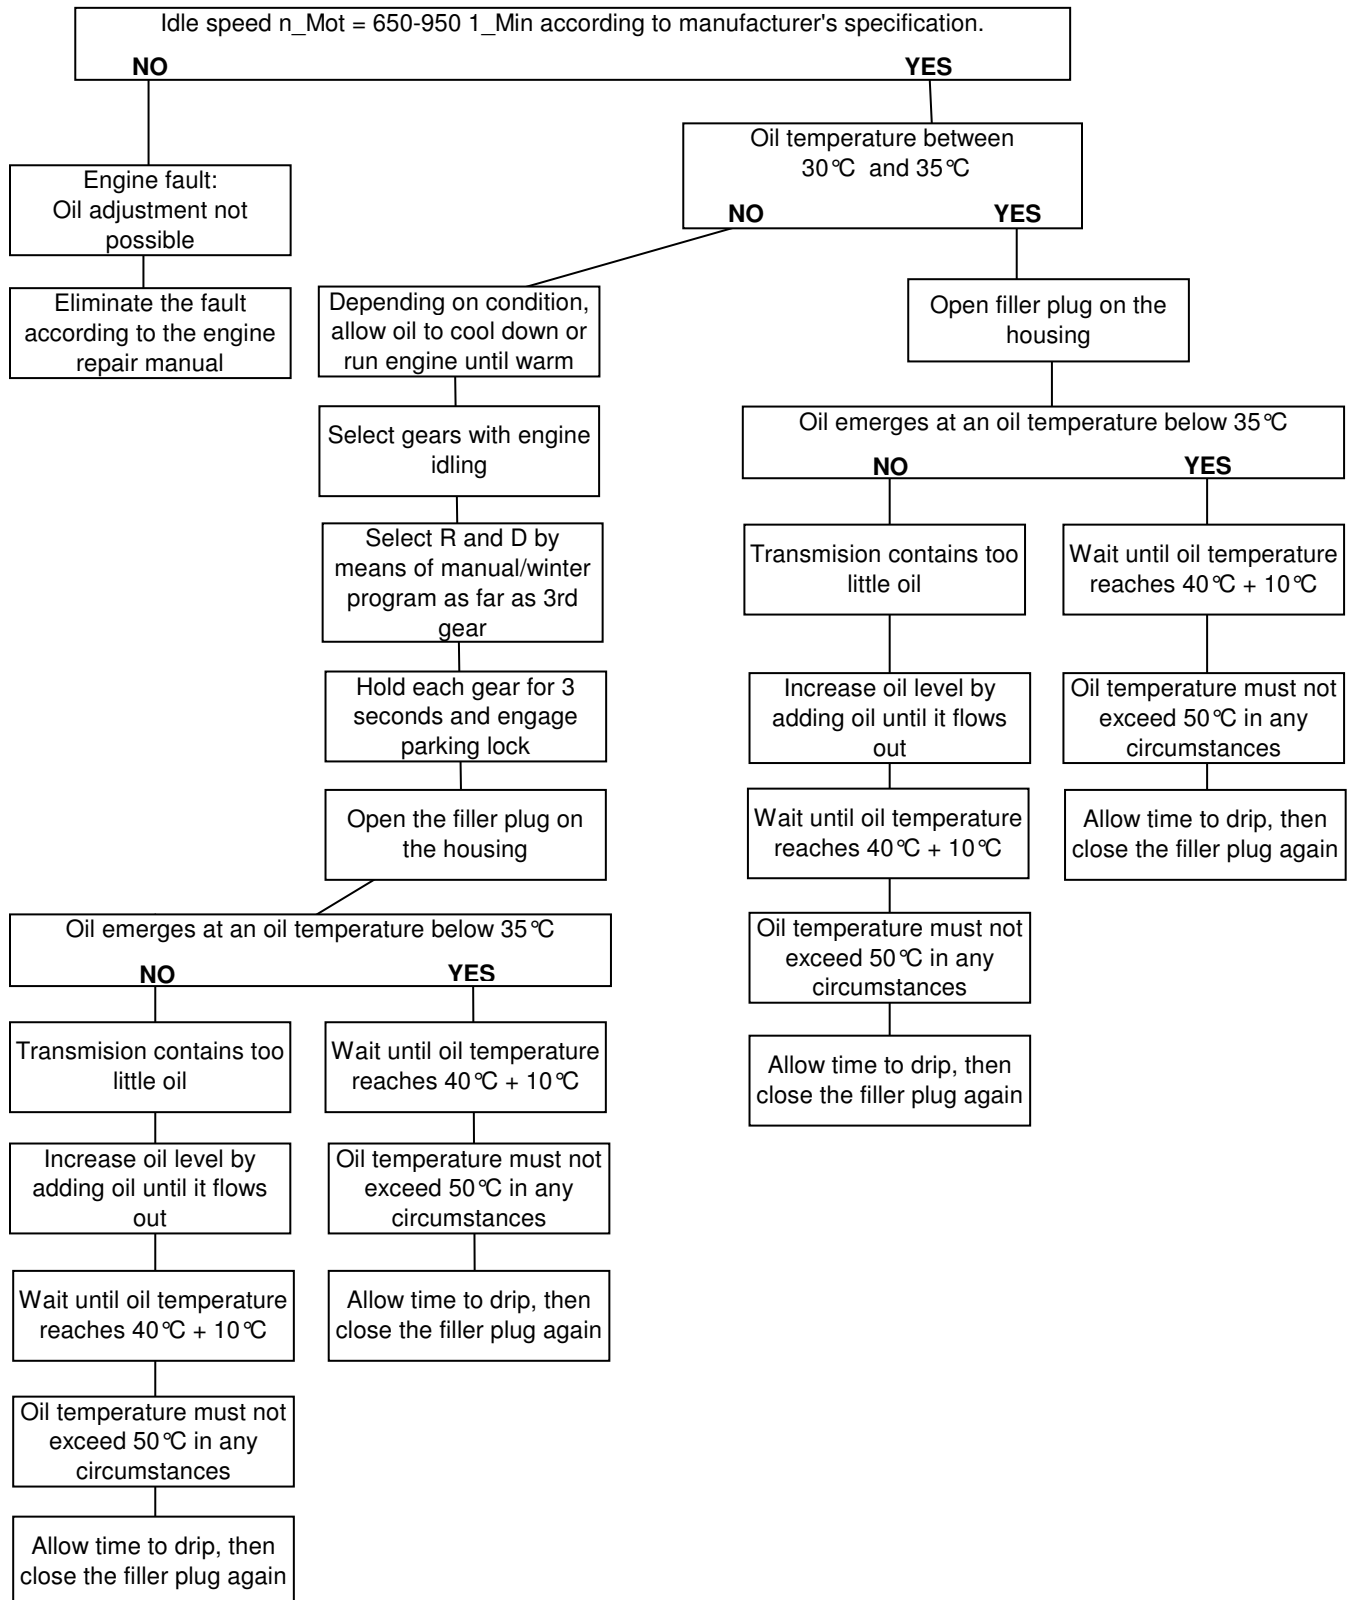 Idle speed n_Mot = 650-950 1_Min according to manufacturer's specification.
NO YES
Engine fault:
Oil adjustment not
possible
Eliminate the fault
according to the engine
repair manual
Oil temperature between
30°C and 35°C
NO YES
Depending on condition,
allow oil to cool down or
run engine until warm
Select gears with engine
idling
Select R and D by
means of manual/winter
program as far as 3rd
gear
Hold each gear for 3
seconds and engage
parking lock
Open the filler plug on
the housing
Oil emerges at an oil temperature below 35°C
NO YES
Transmision contains too
little oil
Increase oil level by
adding oil until it flows
out
Wait until oil temperature
reaches 40°C + 10°C
Oil temperature must not
exceed 50°C in any
circumstances
Allow time to drip, then
close the filler plug again
Wait until oil temperature
reaches 40°C + 10°C
Oil temperature must not
exceed 50°C in any
circumstances
Allow time to drip, then
close the filler plug again
Open filler plug on the
housing
Oil emerges at an oil temperature below 35°C
NO YES
Transmision contains too
little oil
Increase oil level by
adding oil until it flows
out
Wait until oil temperature
reaches 40°C + 10°C
Oil temperature must not
exceed 50°C in any
circumstances
Allow time to drip, then
close the filler plug again
Wait until oil temperature
reaches 40°C + 10°C
Oil temperature must not
exceed 50°C in any
circumstances
Allow time to drip, then
close the filler plug again